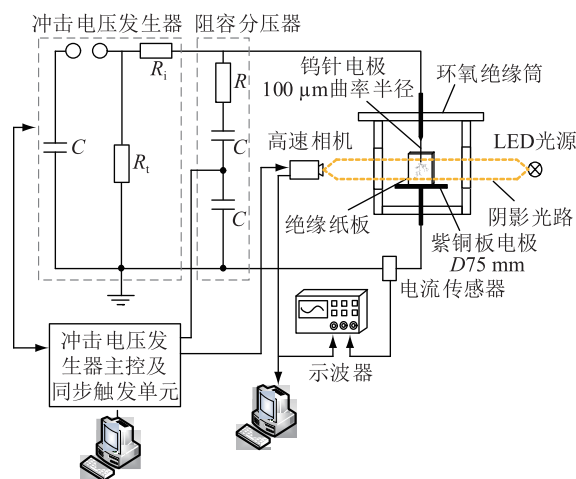 冲击电压发生器
阻容分压器
R_i
R
C
C
R_t
C
钨针电极
100 μm曲率半径
环氧绝缘筒
高速相机
LED光源
绝缘纸板
阴影光路
紫铜板电极
D75 mm
电流传感器
示波器
冲击电压发
生器主控及
同步触发单元